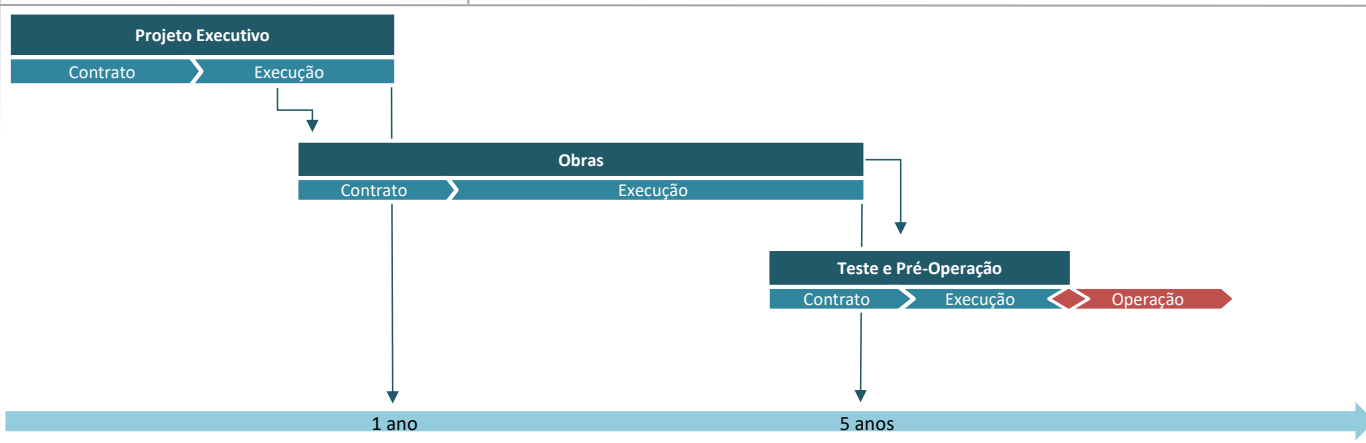 Projeto Executivo
Contrato
Execução
Obras
Contrato
Execução
Teste e Pré-Operação
Contrato
Execução
Operação
1 ano
5 anos